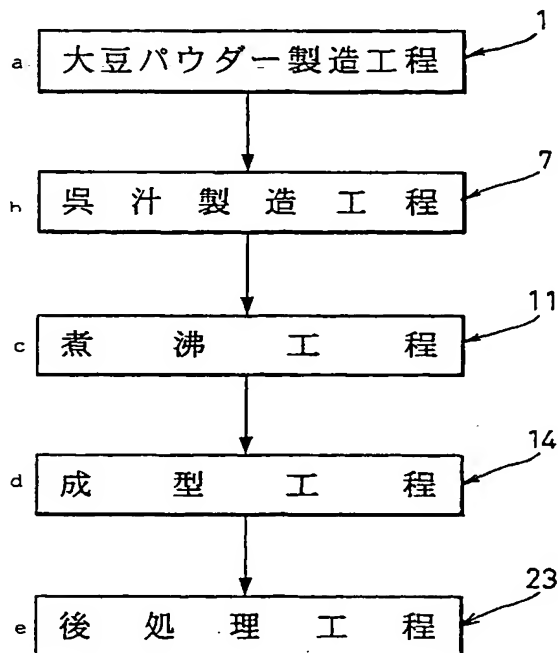 1
a 大豆パウダー製造工程
7
b 呉汁製造工程
11
c 煮沸工程
14
d 成型工程
23
e 後処理工程